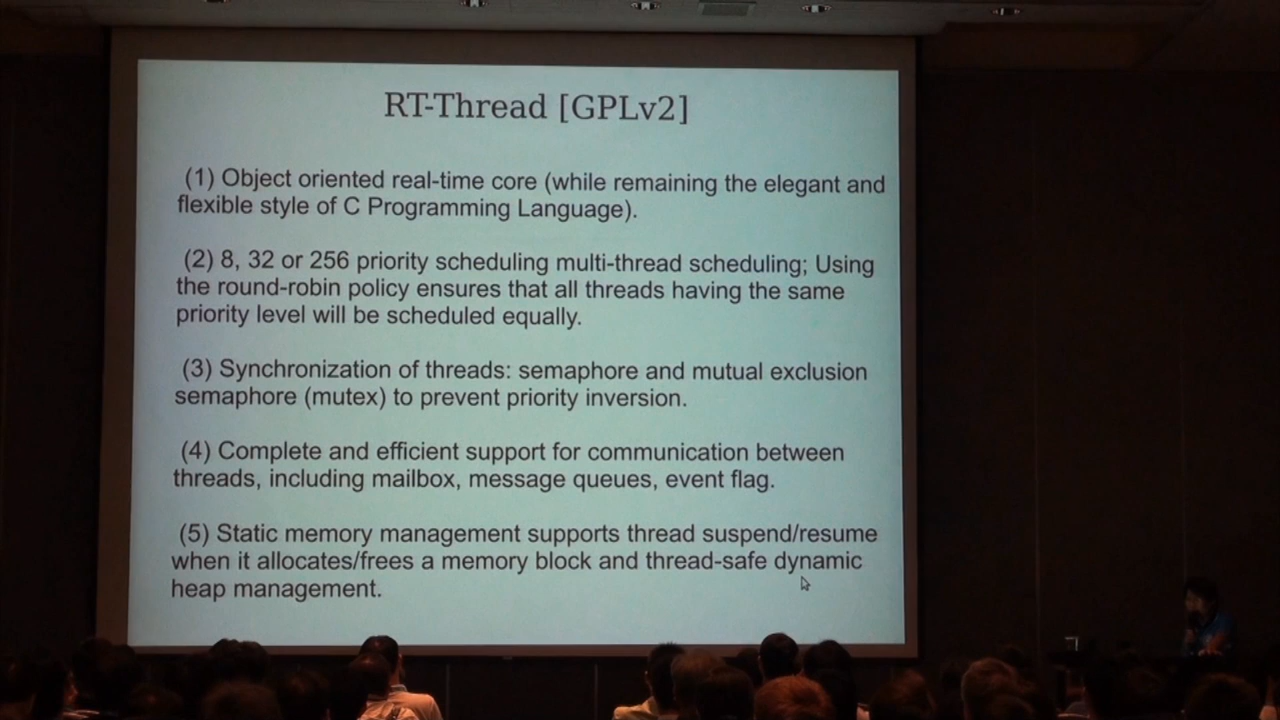 RT-Thread [GPLv2]
(1) Object oriented real-time core (while remaining the elegant and
flexible style of C Programming Language).
(2) 8, 32 or 256 priority scheduling multi-thread scheduling; Using
the round-robin policy ensures that all threads having the same
priority level will be scheduled equally.
(3) Synchronization of threads: semaphore and mutual exclusion
semaphore (mutex) to prevent priority inversion.
(4) Complete and efficient support for communication between
threads, including mailbox, message queues, event flag.
(5) Static memory management supports thread suspend/resume
when it allocates/frees a memory block and thread-safe dynamic
heap management.